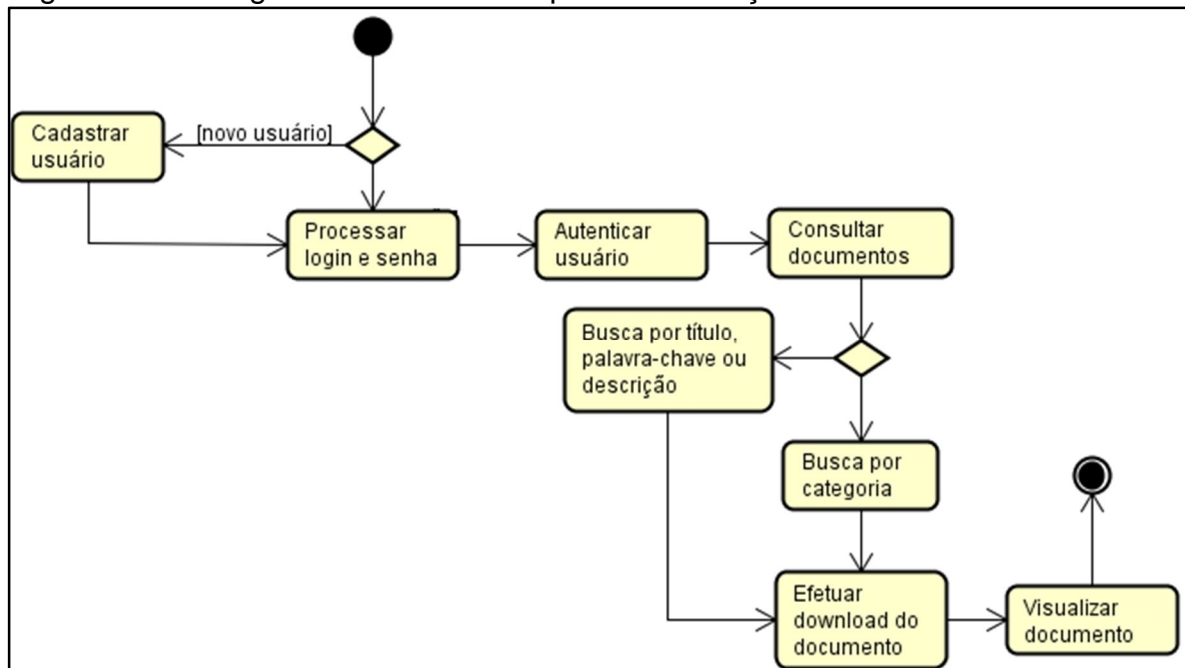 [novo usuário]
Cadastrar
usuário
Processar
login e senha
Autenticar
usuário
Consultar
documentos
Busca por título,
palavra-chave ou
descrição
Busca por
categoria
Efetuar
download do
documento
Visualizar
documento